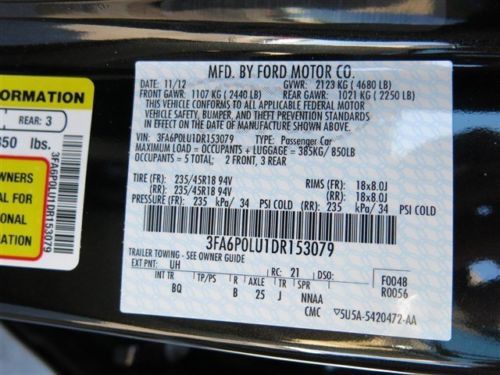 MFD. BY FORD MOTOR CO.
DATE: 11/12 GVWR: 2123 KG (4680 LB)
FRONT GAWR: 1107 KG (2440 LB) REAR GAWR: 1021 KG (2250 LB)
THIS VEHICLE CONFORMS TO ALL APPLICABLE FEDERAL MOTOR
VEHICLE SAFETY, BUMPER, AND THEFT PREVENTION STANDARDS
IN EFFECT ON THE DATE OF MANUFACTURE SHOWN ABOVE.
VIN: 3FA6P0LU1DR153079 TYPE: Passenger Car
MAXIMUM LOAD = OCCUPANTS + LUGGAGE = 385KG/ 850LB
OCCUPANTS = 5 TOTAL; 2 FRONT, 3 REAR
TIRE (FR): 235/45R18 94V RIMS (FR): 18x8.0J
(RR): 235/45R18 94V (RR): 18x8.0J
PRESSURE (FR): 235 kPa/ 34 PSI COLD (RR): 235 kPa/ 34 PSI COLD
3FA6P0LU1DR153079
TRAILER TOWING - SEE OWNER GUIDE
EXT PNT: UH RC: 21 DSO: F0048
R0056
INT TR TP/PS R AXLE TR SPR
BQ B 25 J NNAA
CMC 5U5A-5420472-AA
FORMATION
REAR: 3
850 lbs.
OWNERS
AL FOR
IONAL
ATION
3FA6P0LU1DR153079